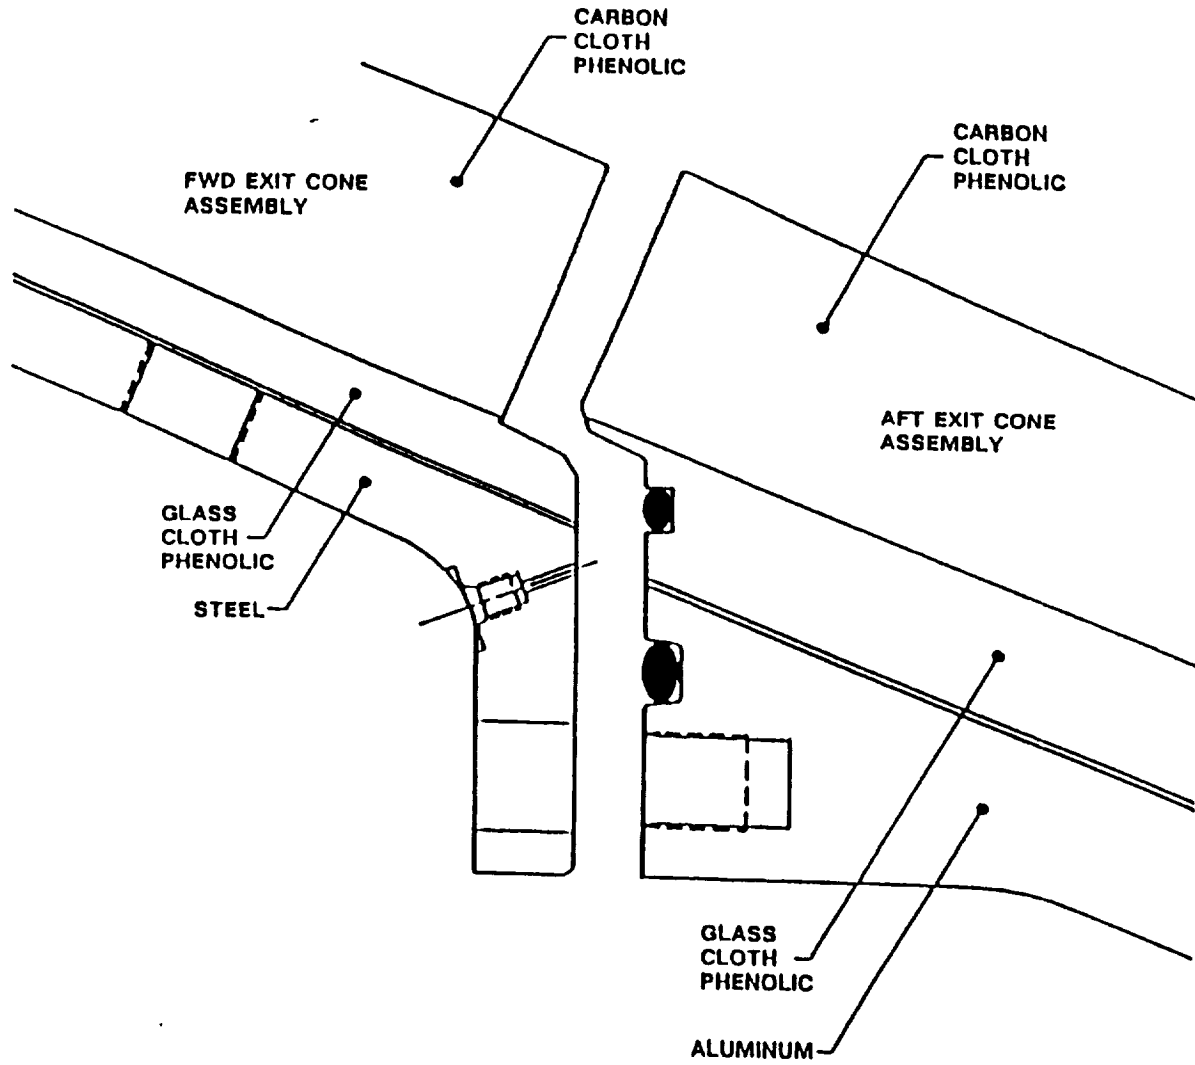 CARBON
CLOTH
PHENOLIC
CARBON
CLOTH
PHENOLIC
FWD EXIT CONE
ASSEMBLY
AFT EXIT CONE
ASSEMBLY
GLASS
CLOTH
PHENOLIC
STEEL
GLASS
CLOTH
PHENOLIC
ALUMINUM